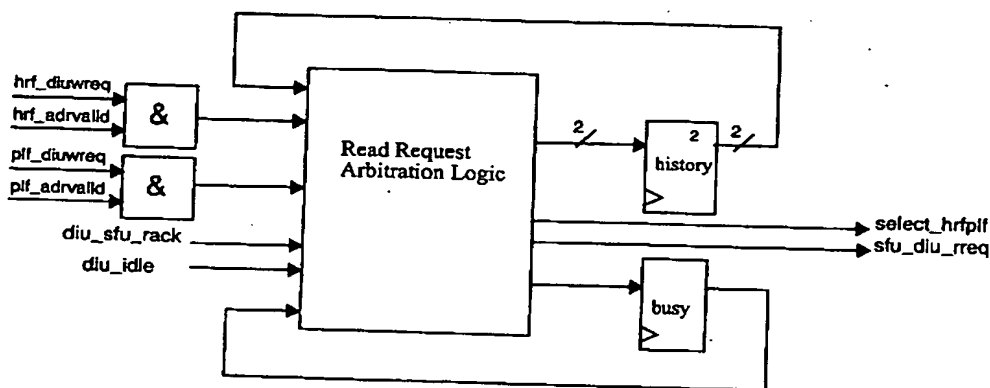 hrf_diuwreq
hrf_adrvalid
&
plf_diuwreq
plf_adrvalid
&
diu_sfu_rack
diu_idle
Read Request
Arbitration Logic
2
2
2
history
select_hrfplf
sfu_diu_rreq
busy